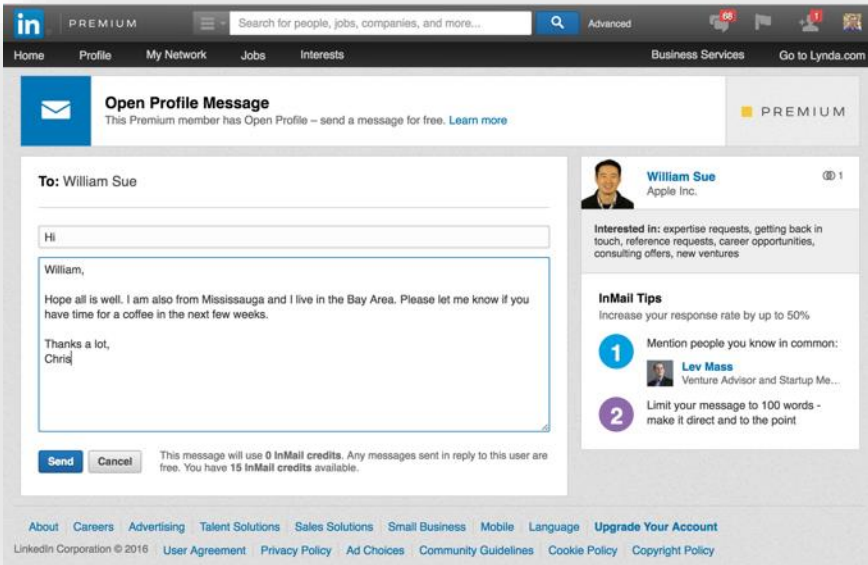 in PREMIUM Search for people, jobs, companies, and more... Advanced 68 1
Home Profile My Network Jobs Interests Business Services Go to Lynda.com
Open Profile Message
This Premium member has Open Profile – send a message for free. Learn more
PREMIUM
To: William Sue
Hi
William,
Hope all is well. I am also from Mississauga and I live in the Bay Area. Please let me know if you
have time for a coffee in the next few weeks.
Thanks a lot,
Chris
Send Cancel
This message will use 0 InMail credits. Any messages sent in reply to this user are
free. You have 15 InMail credits available.
William Sue 1
Apple Inc.
Interested in: expertise requests, getting back in
touch, reference requests, career opportunities,
consulting offers, new ventures
InMail Tips
Increase your response rate by up to 50%
1 Mention people you know in common:
Lev Mass
Venture Advisor and Startup Me...
2 Limit your message to 100 words -
make it direct and to the point
About Careers Advertising Talent Solutions Sales Solutions Small Business Mobile Language Upgrade Your Account
LinkedIn Corporation © 2016 User Agreement Privacy Policy Ad Choices Community Guidelines Cookie Policy Copyright Policy